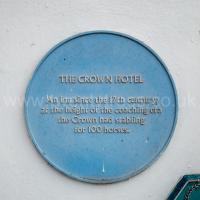 THE CROWN HOTEL
An inn since the 17th century
at the height of the coaching era
the Crown had stabling
for 100 horses.